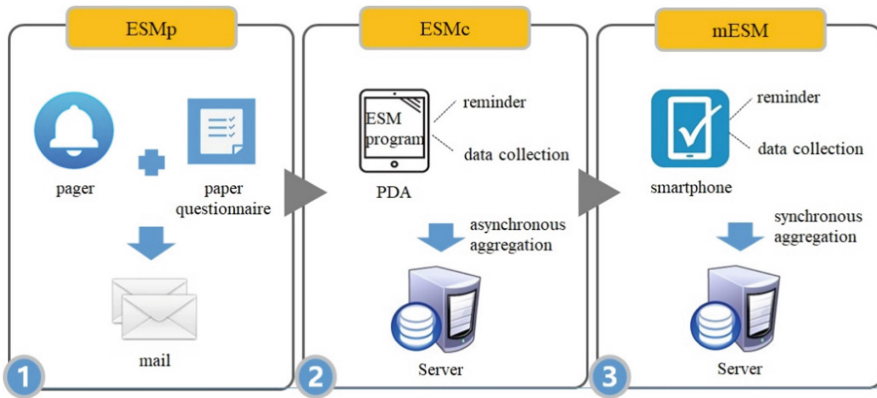 ESMp
pager
paper
questionnaire
mail
1
ESMc
ESM
program
reminder
data collection
PDA
asynchronous
aggregation
Server
2
mESM
reminder
data collection
smartphone
synchronous
aggregation
Server
3